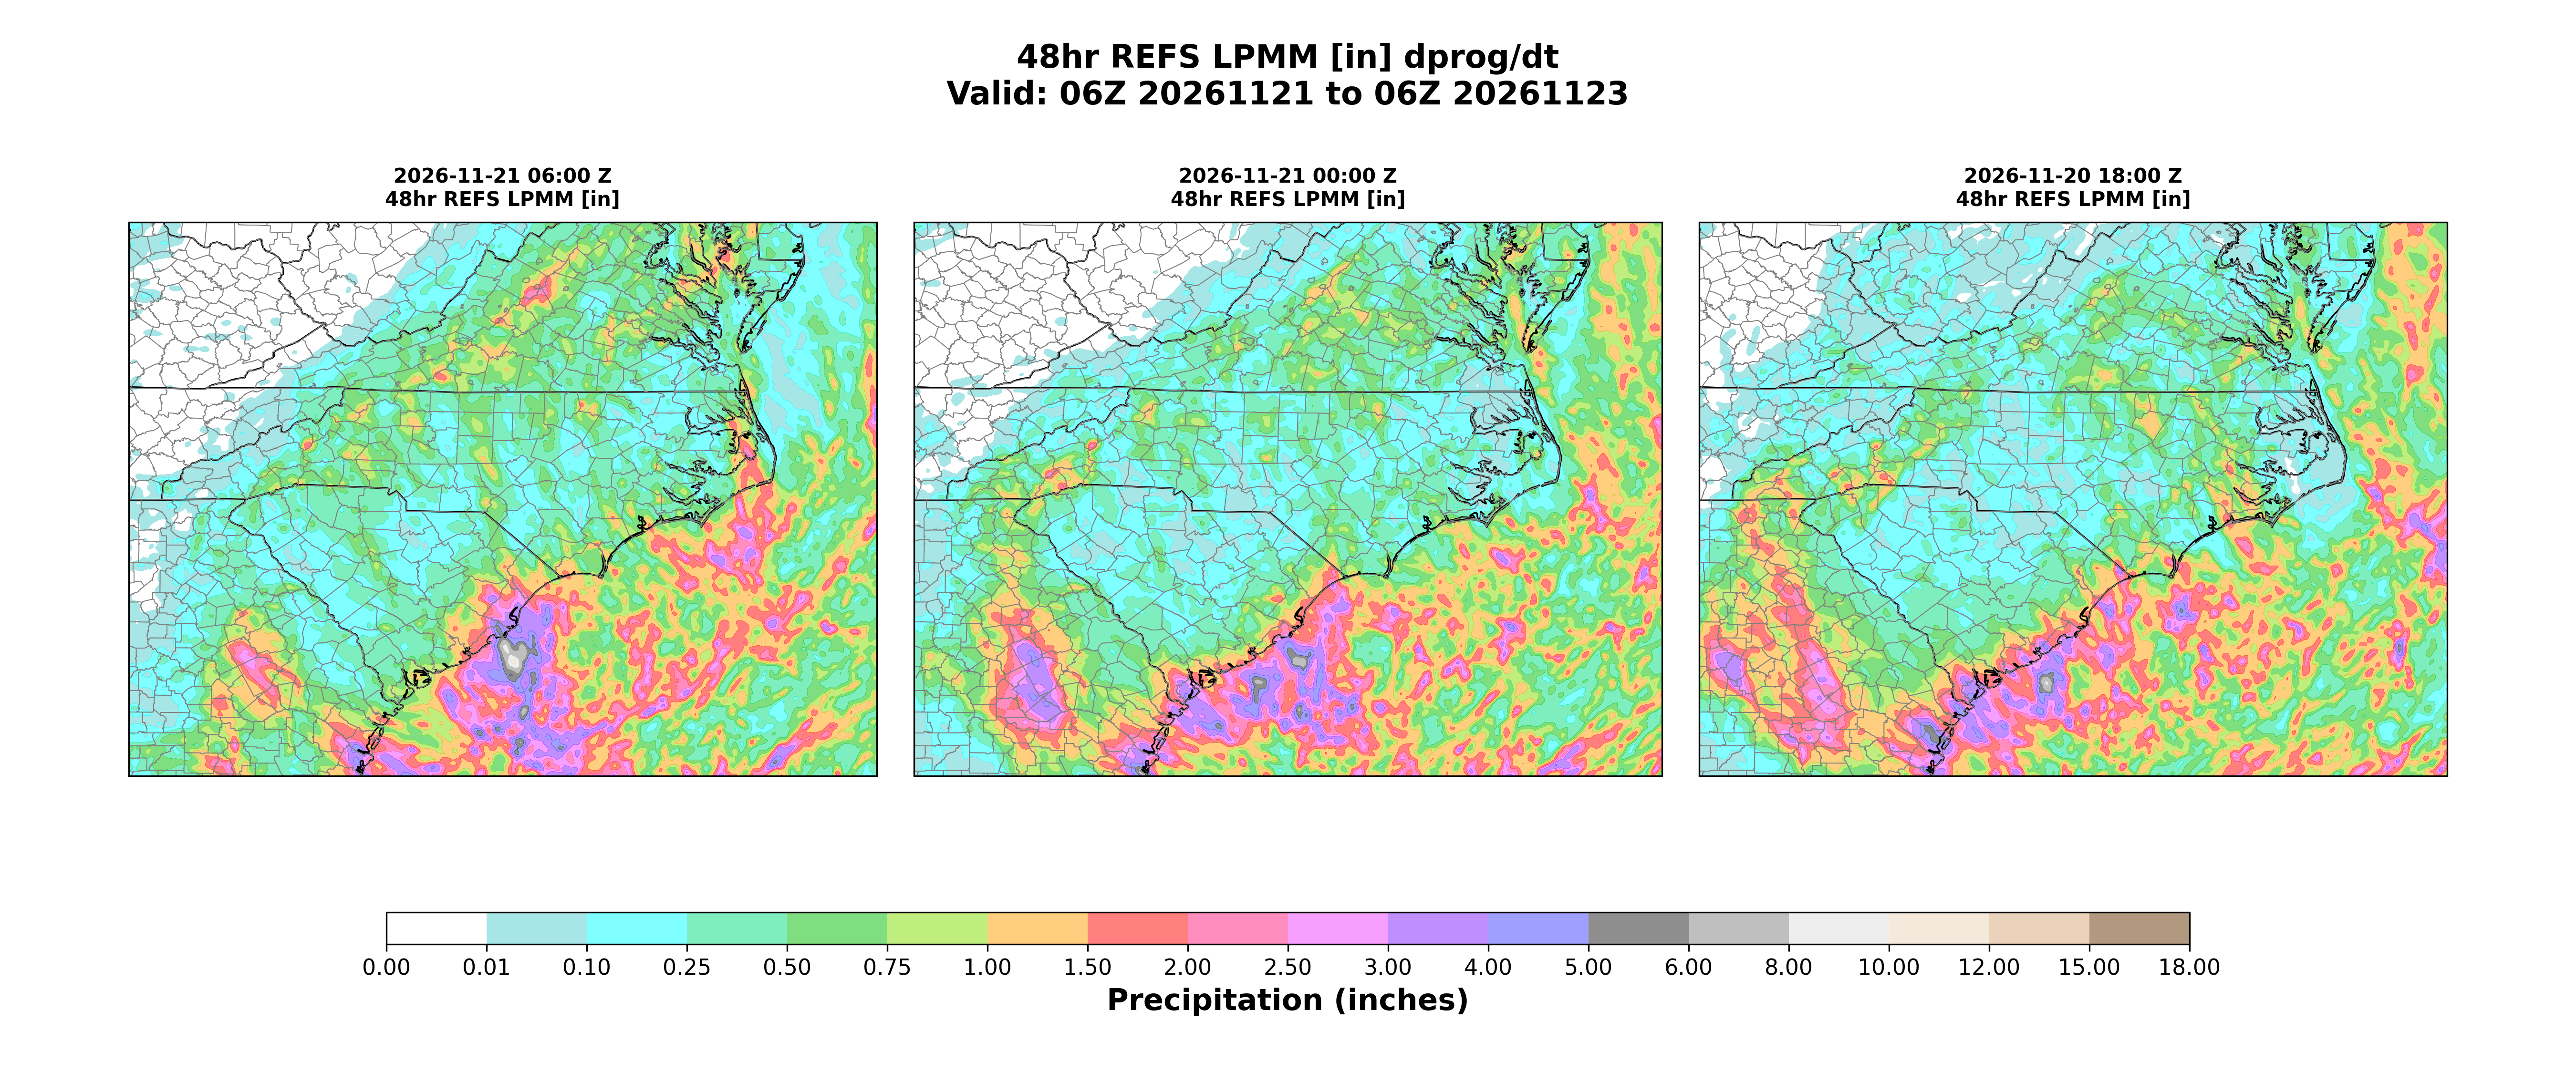 48hr REFS LPMM [in] dprog/dt
Valid: 06Z 20261121 to 06Z 20261123
2026-11-21 06:00 Z
48hr REFS LPMM [in]
2026-11-21 00:00 Z
48hr REFS LPMM [in]
2026-11-20 18:00 Z
48hr REFS LPMM [in]
0.00 0.01 0.10 0.25 0.50 0.75 1.00 1.50 2.00 2.50 3.00 4.00 5.00 6.00 8.00 10.00 12.00 15.00 18.00
Precipitation (inches)